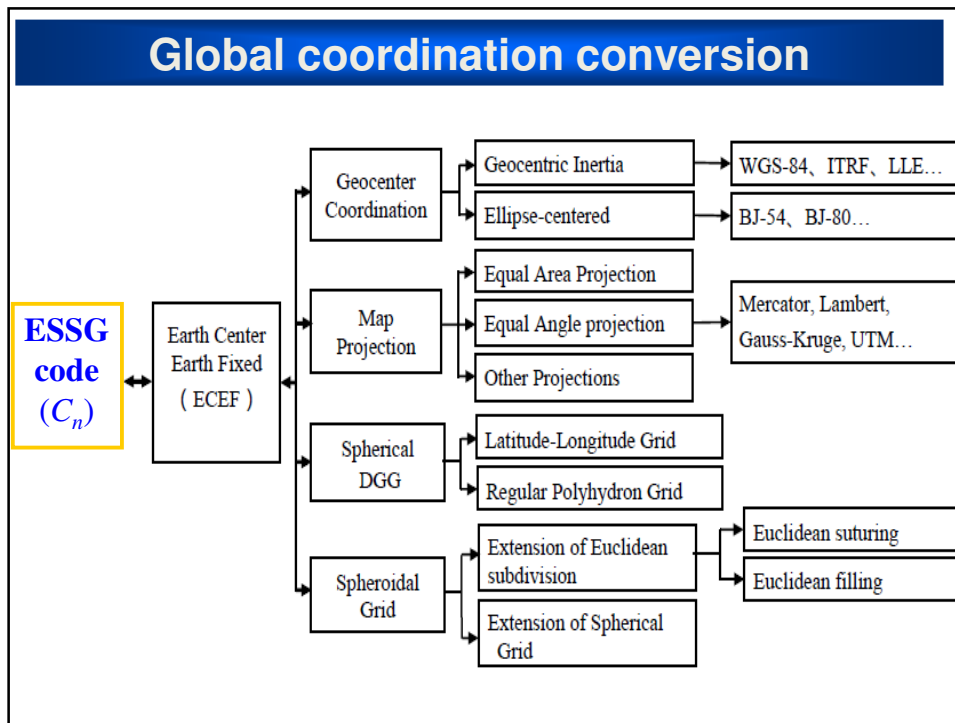 Global coordination conversion
ESSG
code
(Cn)
Earth Center
Earth Fixed
( ECEF )
Geocenter
Coordination
Geocentric Inertia
WGS-84、ITRF、LLE…
Ellipse-centered
BJ-54、BJ-80…
Map
Projection
Equal Area Projection
Equal Angle projection
Mercator, Lambert,
Gauss-Kruge, UTM…
Other Projections
Spherical
DGG
Latitude-Longitude Grid
Regular Polyhydron Grid
Spheroidal
Grid
Extension of Euclidean
subdivision
Euclidean suturing
Euclidean filling
Extension of Spherical
Grid